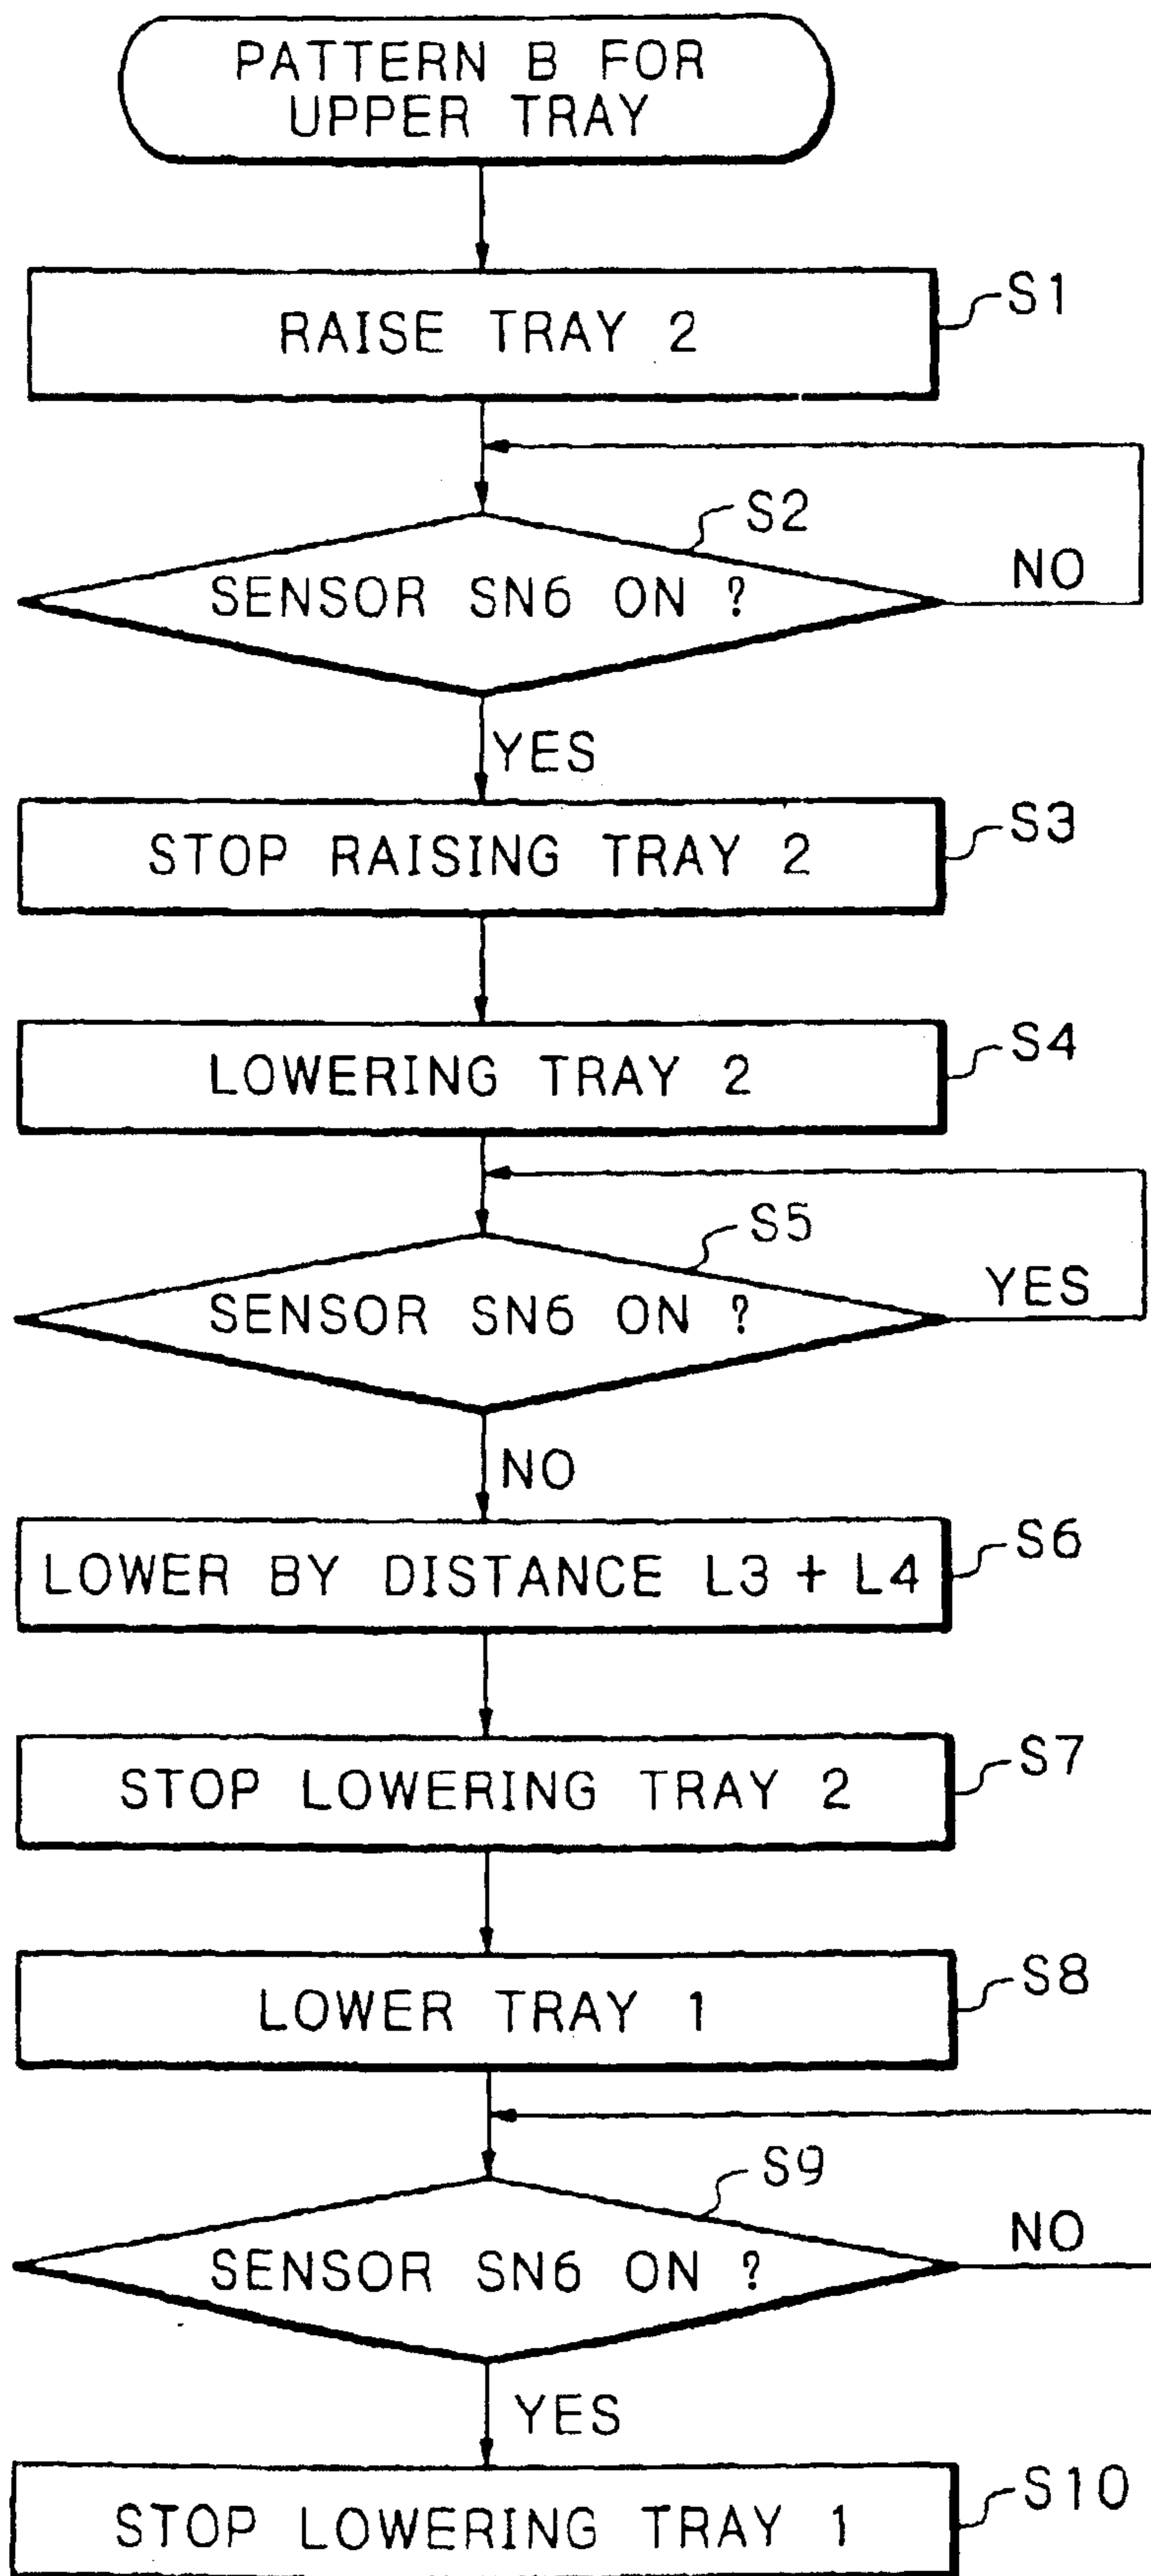 PATTERN B FOR
UPPER TRAY
RAISE TRAY 2
S1
S2
SENSOR SN6 ON ?
NO
YES
STOP RAISING TRAY 2
S3
LOWERING TRAY 2
S4
S5
SENSOR SN6 ON ?
YES
NO
LOWER BY DISTANCE L3 + L4
S6
STOP LOWERING TRAY 2
S7
LOWER TRAY 1
S8
S9
SENSOR SN6 ON ?
NO
YES
STOP LOWERING TRAY 1
S10